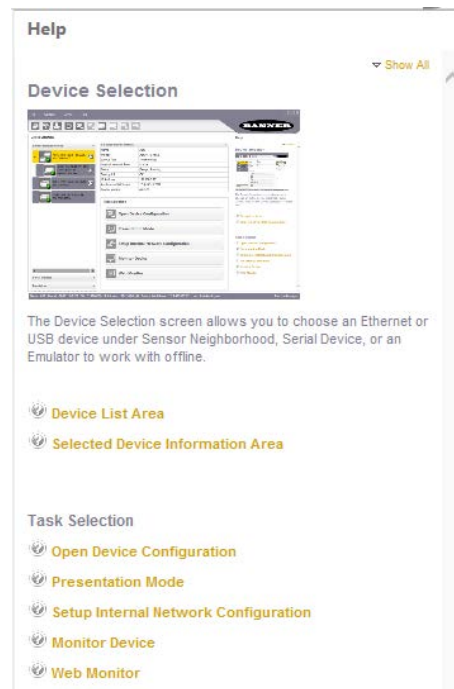 Help
Show All
Device Selection
BANNER
The Device Selection screen allows you to choose an Ethernet or
USB device under Sensor Neighborhood, Serial Device, or an
Emulator to work with offline.
Device List Area
Selected Device Information Area
Task Selection
Open Device Configuration
Presentation Mode
Setup Internal Network Configuration
Monitor Device
Web Monitor